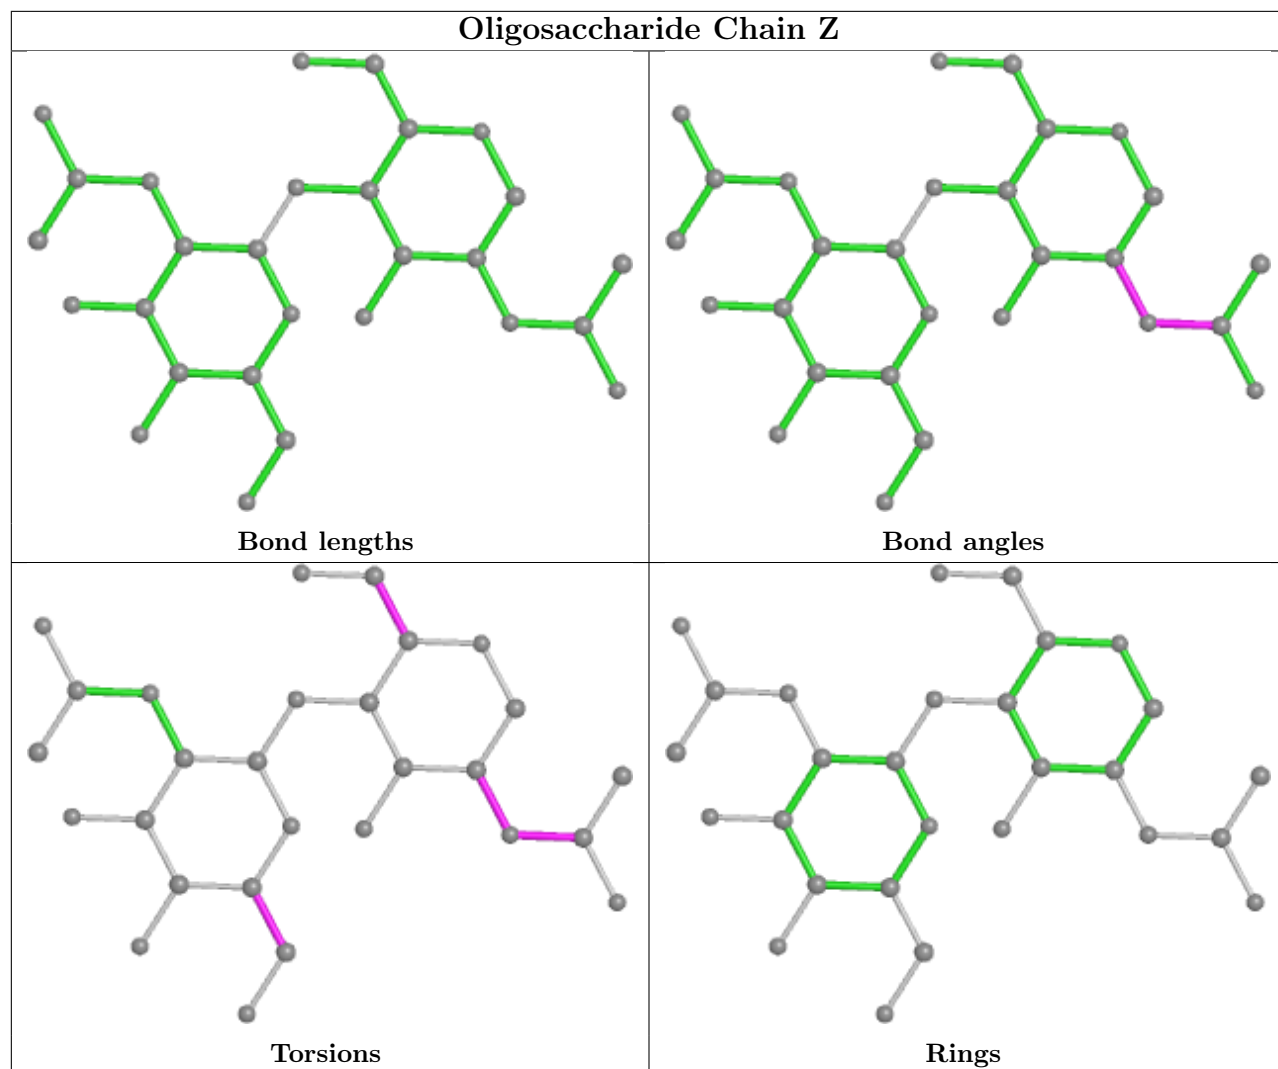 Oligosaccharide Chain Z
Bond lengths
Bond angles
Torsions
Rings